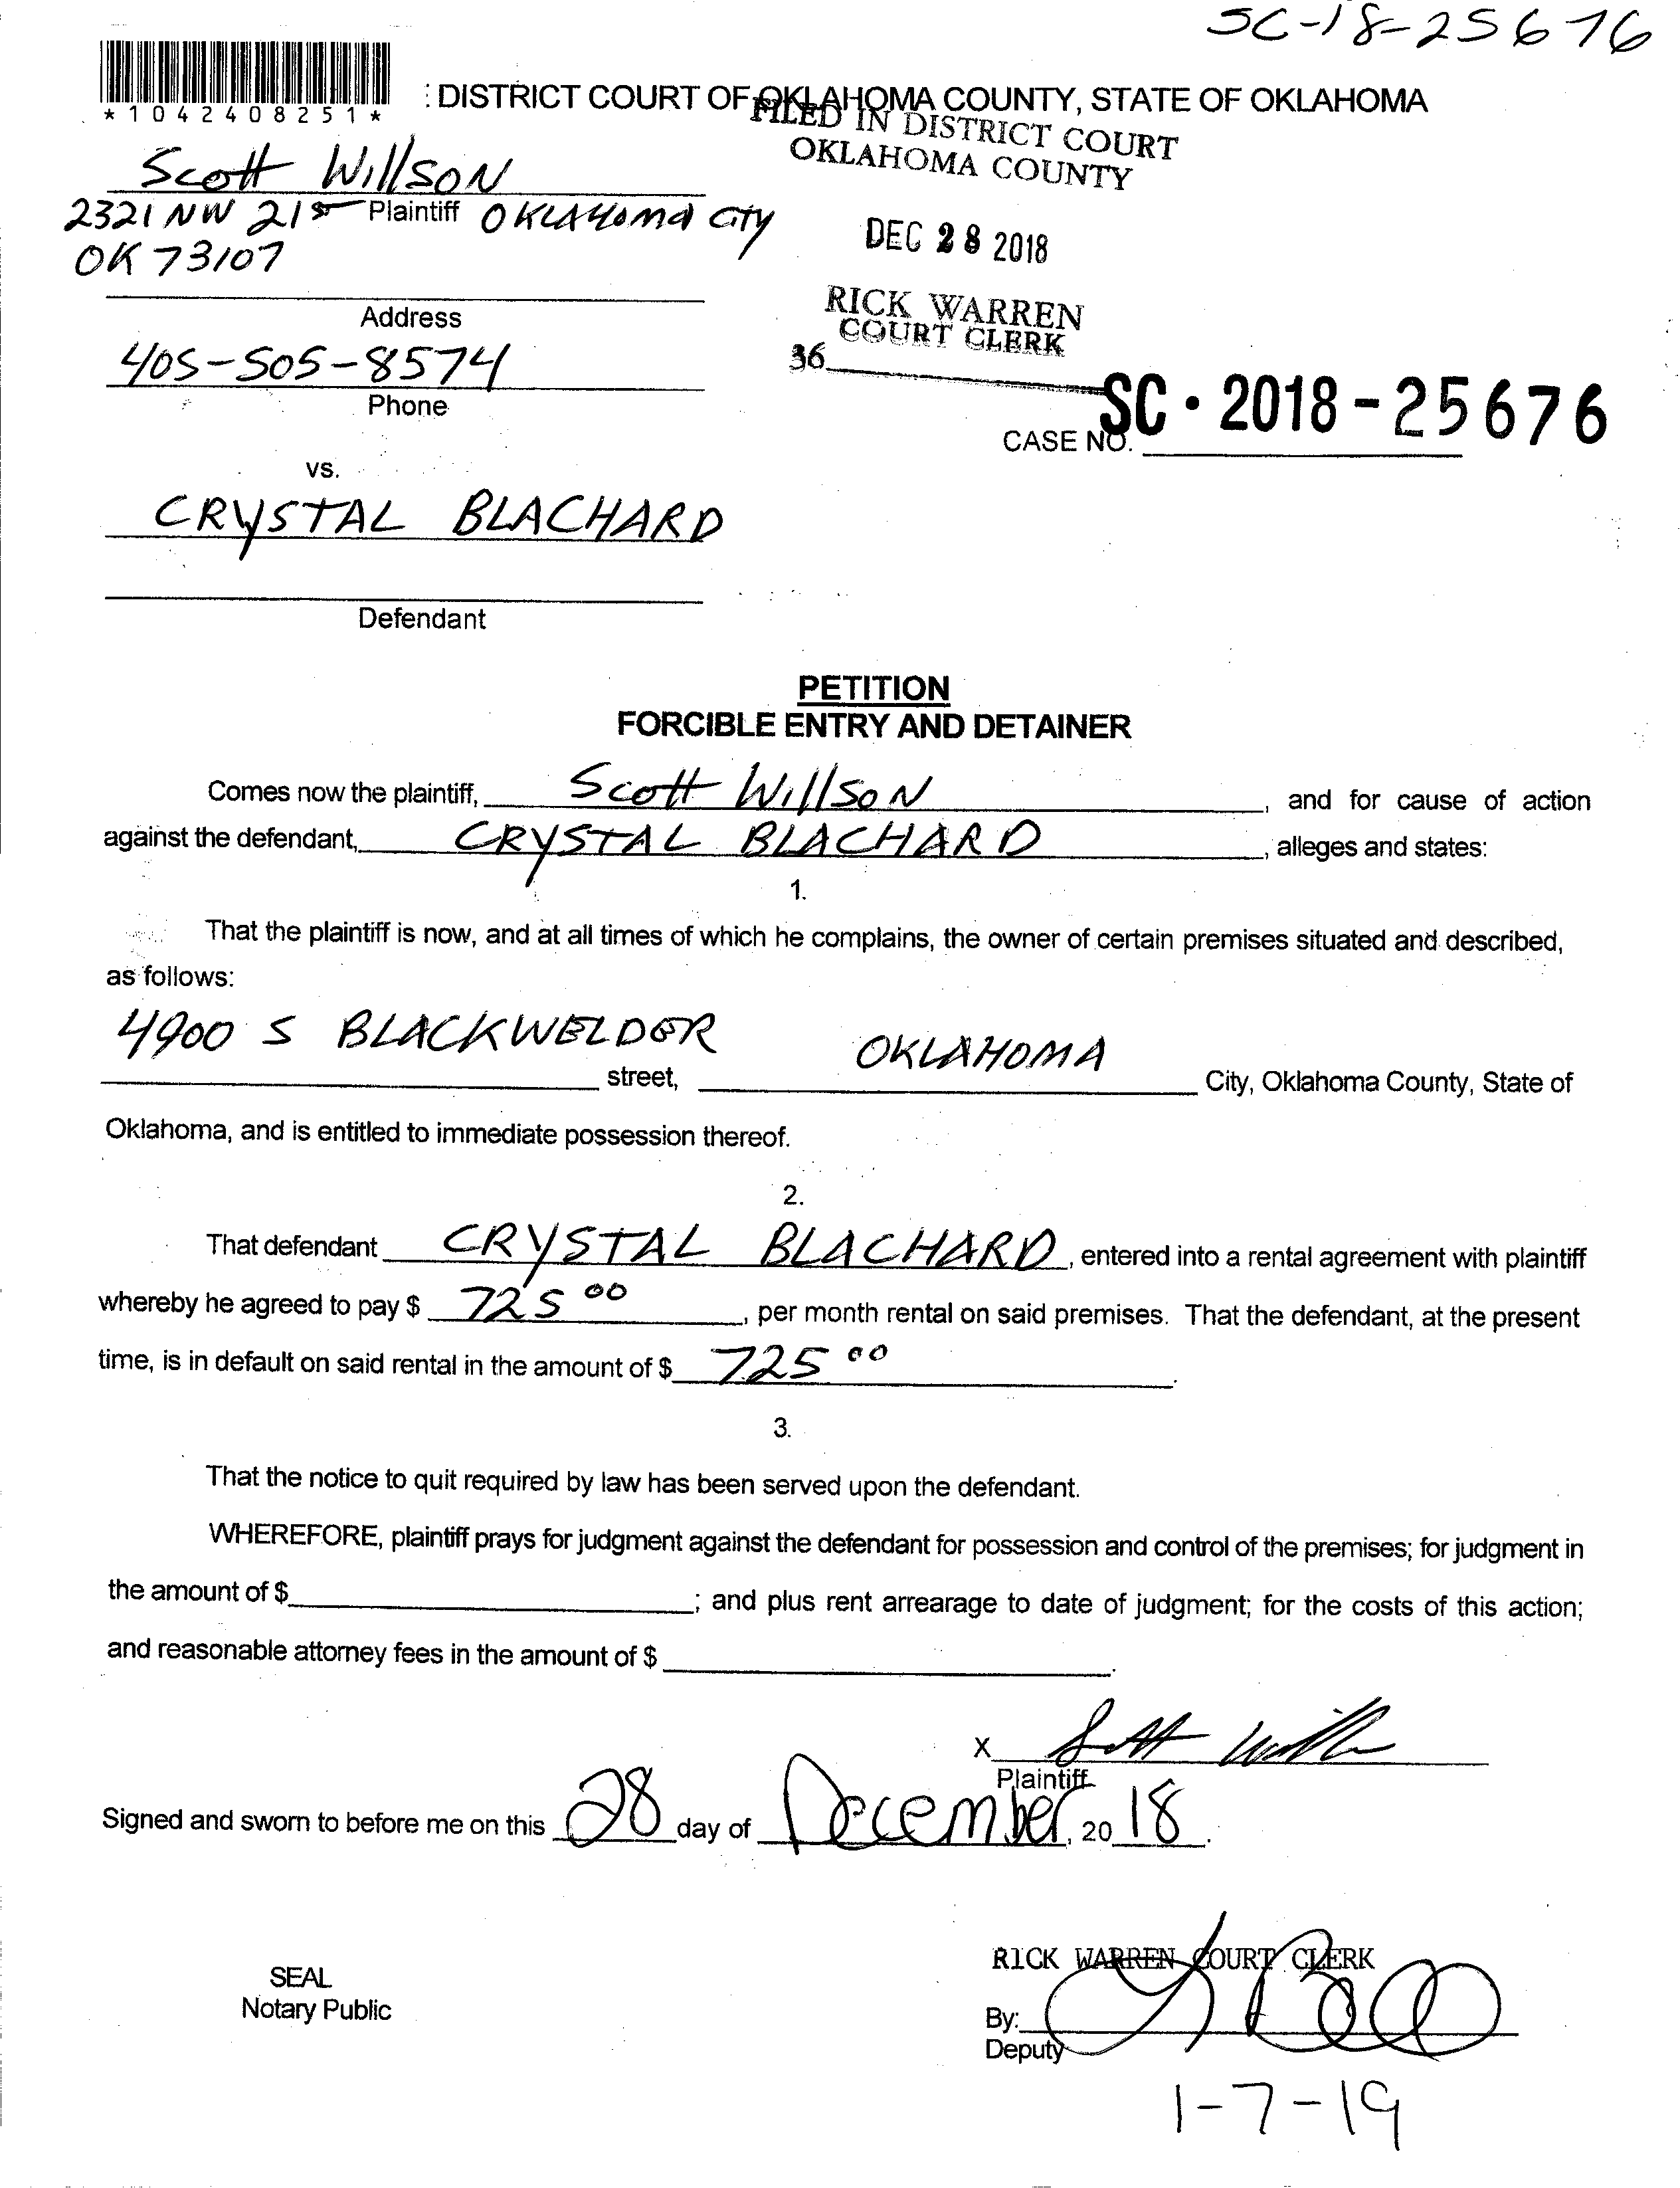 SC-18-25676
*1042408251*
: DISTRICT COURT OF OKLAHOMA COUNTY, STATE OF OKLAHOMA
FILED IN DISTRICT COURT
OKLAHOMA COUNTY
Scott Willson
2321 NW 21st Plaintiff OKLAHOMA CITY
OK 73107
DEC 28 2018
Address
RICK WARREN
COURT CLERK
405-505-8574
36
Phone
CASE NO. SC - 2018 - 25676
vs.
CRYSTAL BLACHARD
Defendant
PETITION
FORCIBLE ENTRY AND DETAINER
Comes now the plaintiff, Scott Willson, and for cause of action
against the defendant, CRYSTAL BLACHARD, alleges and states:
1.
That the plaintiff is now, and at all times of which he complains, the owner of certain premises situated and described,
as follows:
4900 S BLACKWELDER street, OKLAHOMA City, Oklahoma County, State of
Oklahoma, and is entitled to immediate possession thereof.
2.
That defendant CRYSTAL BLACHARD, entered into a rental agreement with plaintiff
whereby he agreed to pay $ 725 00, per month rental on said premises. That the defendant, at the present
time, is in default on said rental in the amount of $ 725 00.
3.
That the notice to quit required by law has been served upon the defendant.
WHEREFORE, plaintiff prays for judgment against the defendant for possession and control of the premises; for judgment in
the amount of $ ; and plus rent arrearage to date of judgment; for the costs of this action;
and reasonable attorney fees in the amount of $ .
X Scott Willson
Plaintiff
Signed and sworn to before me on this 28 day of December, 20 18.
RICK WARREN COURT CLERK
SEAL
Notary Public
By:
Deputy
1-7-19